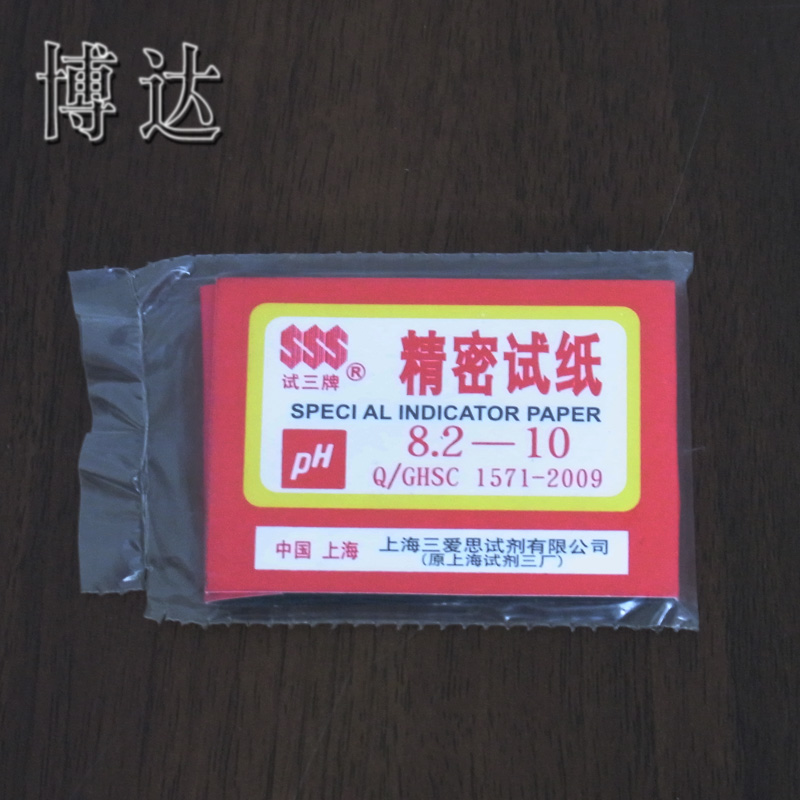 博达
SSS
试三牌®
精密试纸
SPECI AL INDICATOR PAPER
pH
8.2—10
Q/GHSC 1571-2009
中国 上海
上海三爱思试剂有限公司
(原上海试剂三厂)